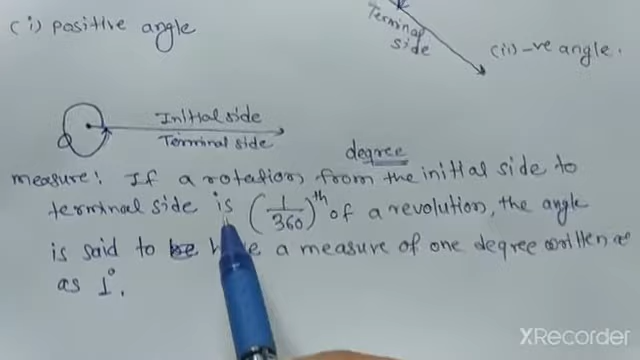 (i) positive angle
Terminal
side
(ii) -ve angle.
Initial side
Terminal side
degree
measure: If a rotation from the initial side to
terminal side is (1/360)th of a revolution, the angle
is said to a measure of one degree written
as 1°.
XRecorder